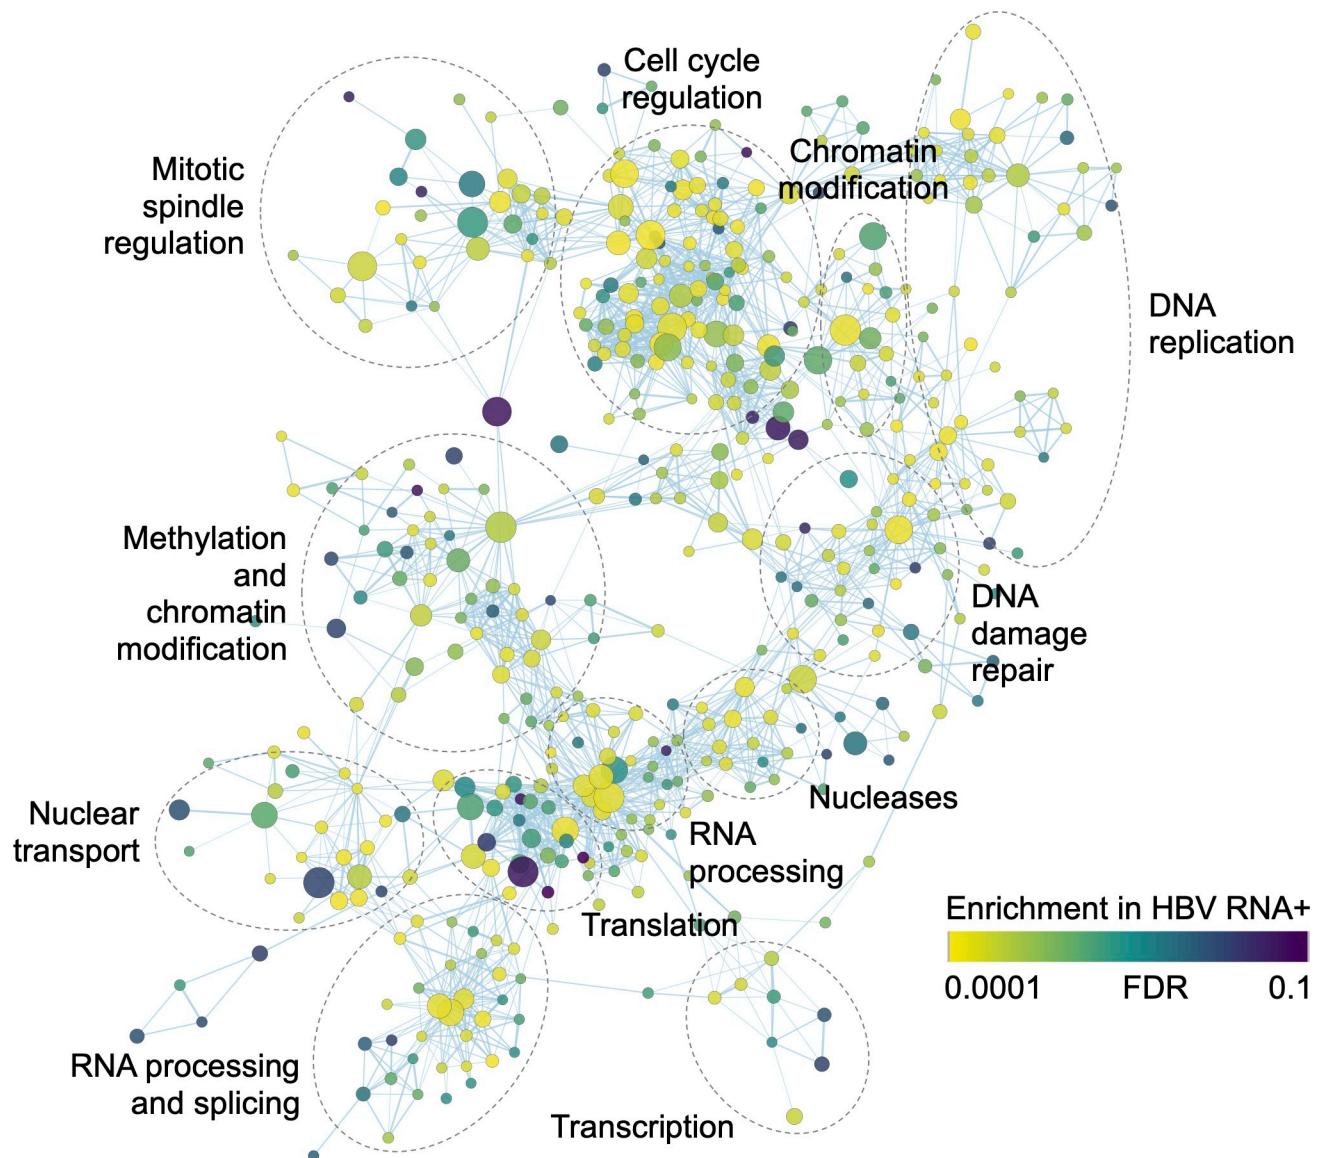 Cell cycle
regulation
Chromatin
modification
Mitotic
spindle
regulation
DNA
replication
Methylation
and
chromatin
modification
DNA
damage
repair
Nucleases
Nuclear
transport
RNA
processing
Translation
Enrichment in HBV RNA+
0.0001 FDR 0.1
RNA processing
and splicing
Transcription